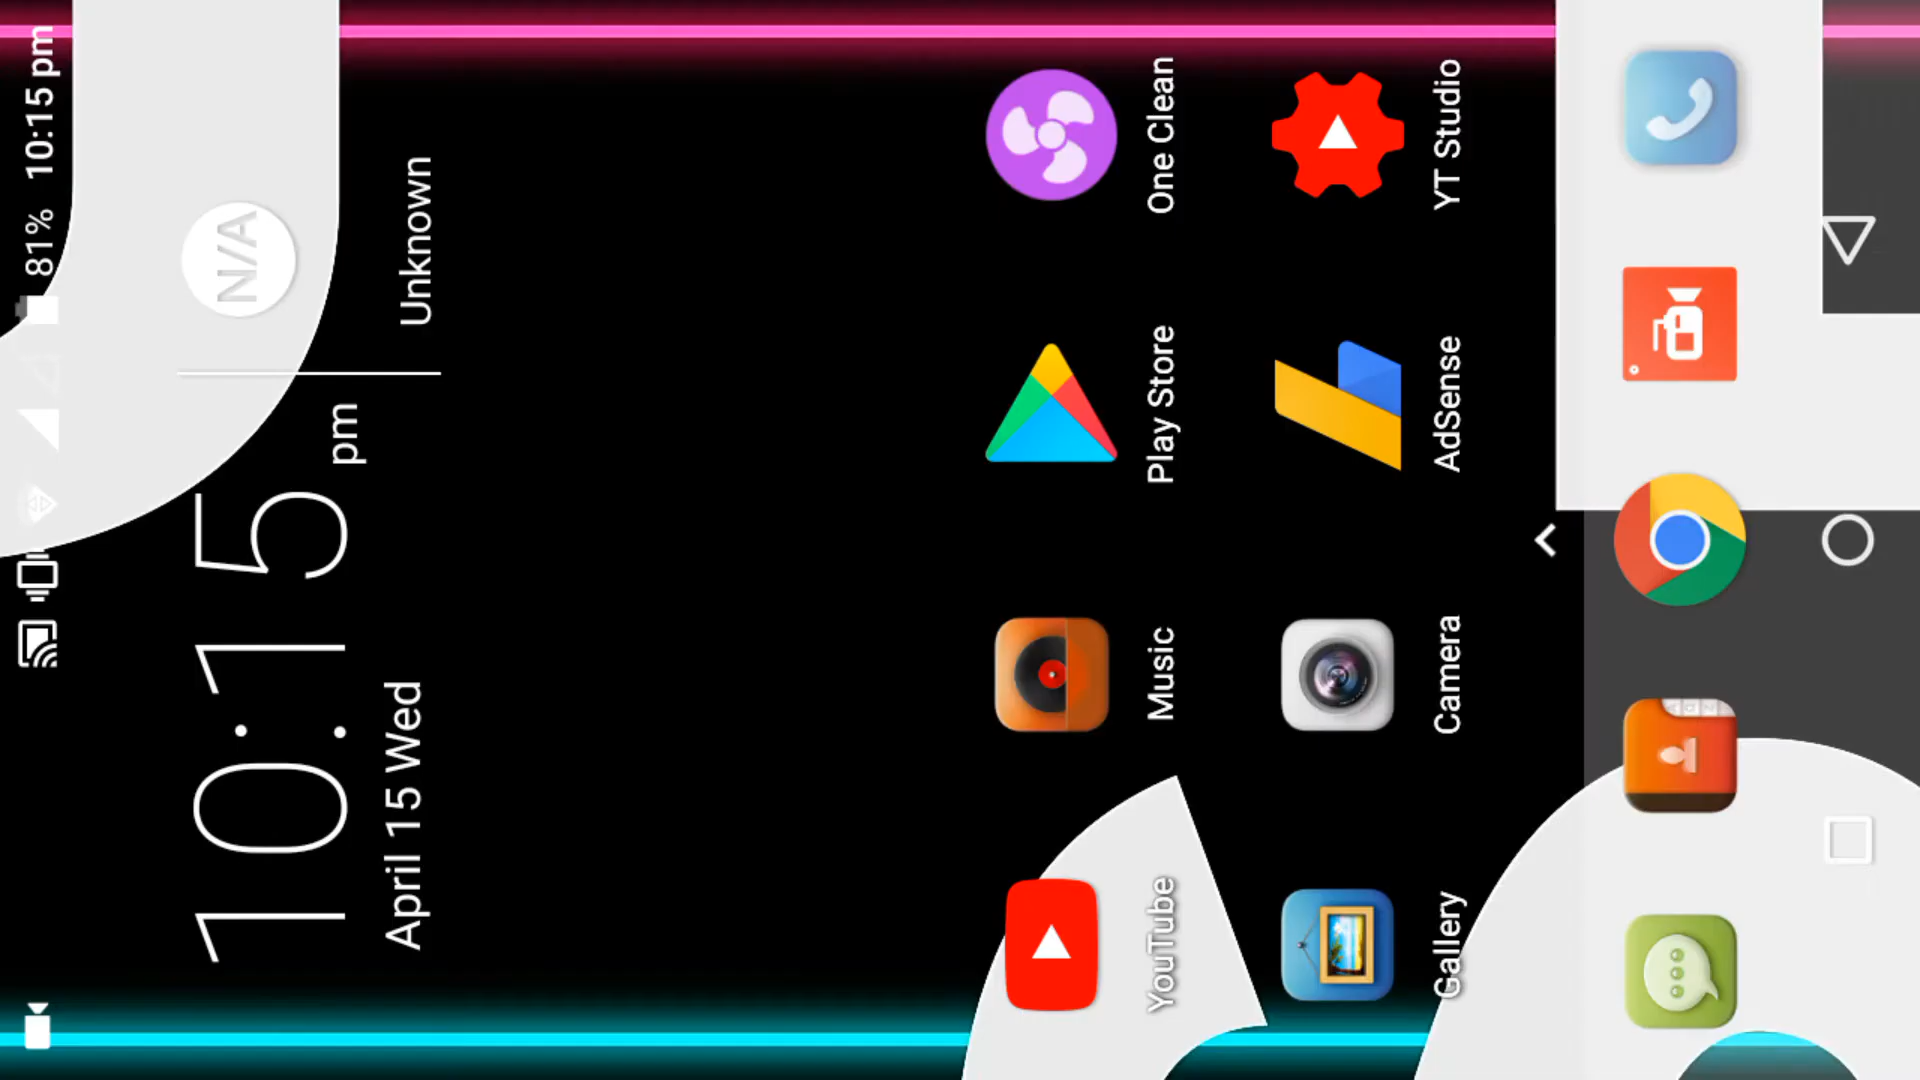 81% 10:15 pm
10:15 pm
April 15 Wed
N/A
Unknown
YouTube
Music
Play Store
One Clean
Gallery
Camera
AdSense
YT Studio